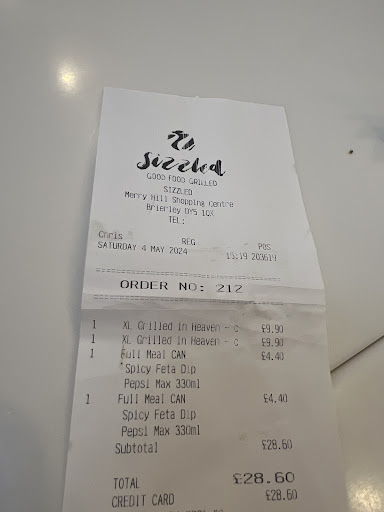 Sizzled
GOOD FOOD GRILLED
SIZZLED
Merry Hill Shopping Centre
Brierley DY5 1QX
TEL:
Chris REG POS
SATURDAY 4 MAY 2024 15:19 203619
ORDER NO: 212
1 XL Grilled in Heaven - C £9.90
1 XL Grilled in Heaven - C £9.90
1 Full Meal CAN £4.40
Spicy Feta Dip
Pepsi Max 330ml
1 Full Meal CAN £4.40
Spicy Feta Dip
Pepsi Max 330ml
Subtotal £28.60
TOTAL £28.60
CREDIT CARD £28.60